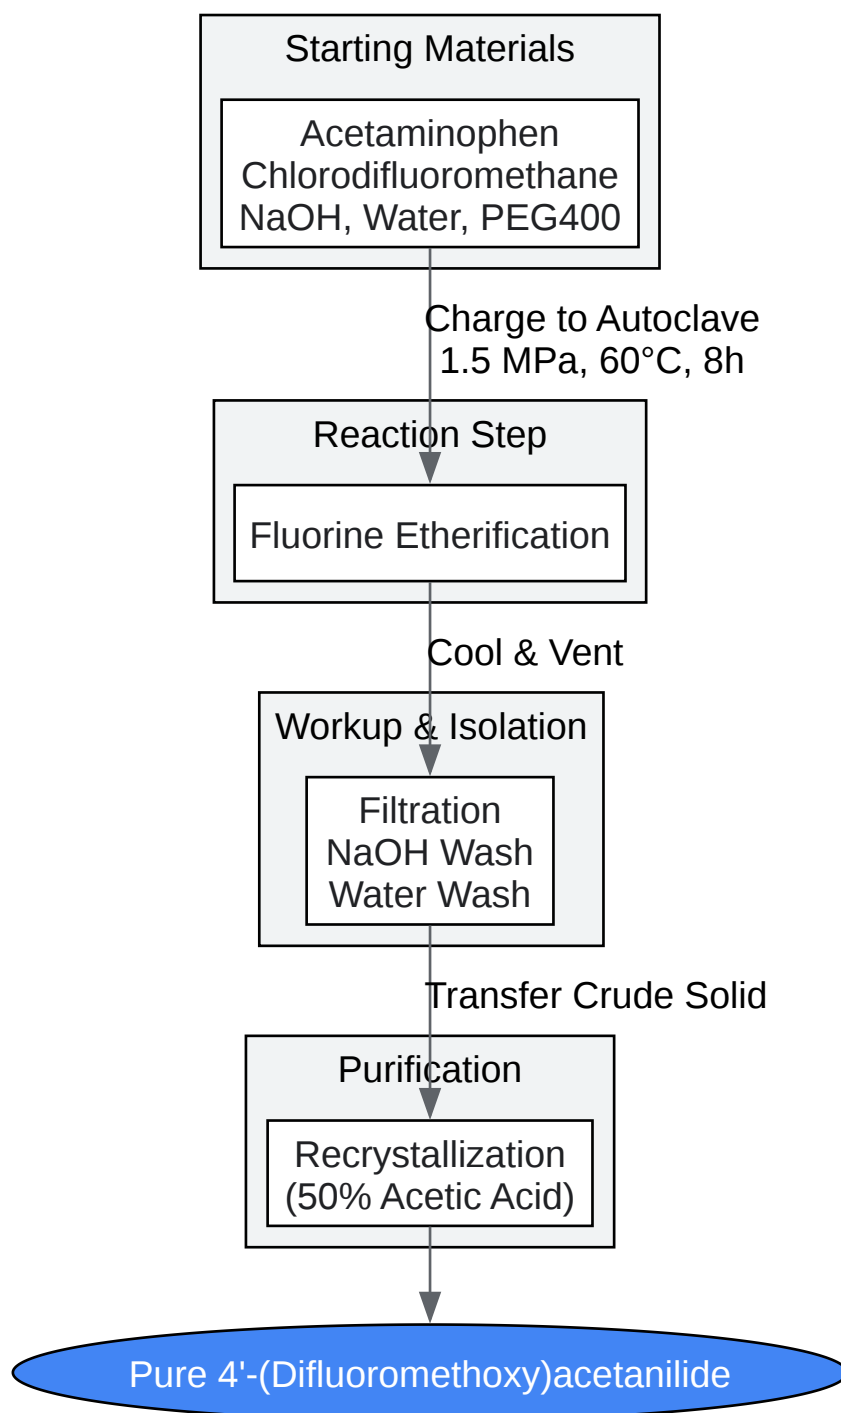 Starting Materials
Acetaminophen
Chlorodifluoromethane
NaOH, Water, PEG400
Charge to Autoclave
1.5 MPa, 60°C, 8h
Reaction Step
Fluorine Etherification
Cool & Vent
Workup & Isolation
Filtration
NaOH Wash
Water Wash
Transfer Crude Solid
Purification
Recrystallization
(50% Acetic Acid)
Pure 4'-(Difluoromethoxy)acetanilide